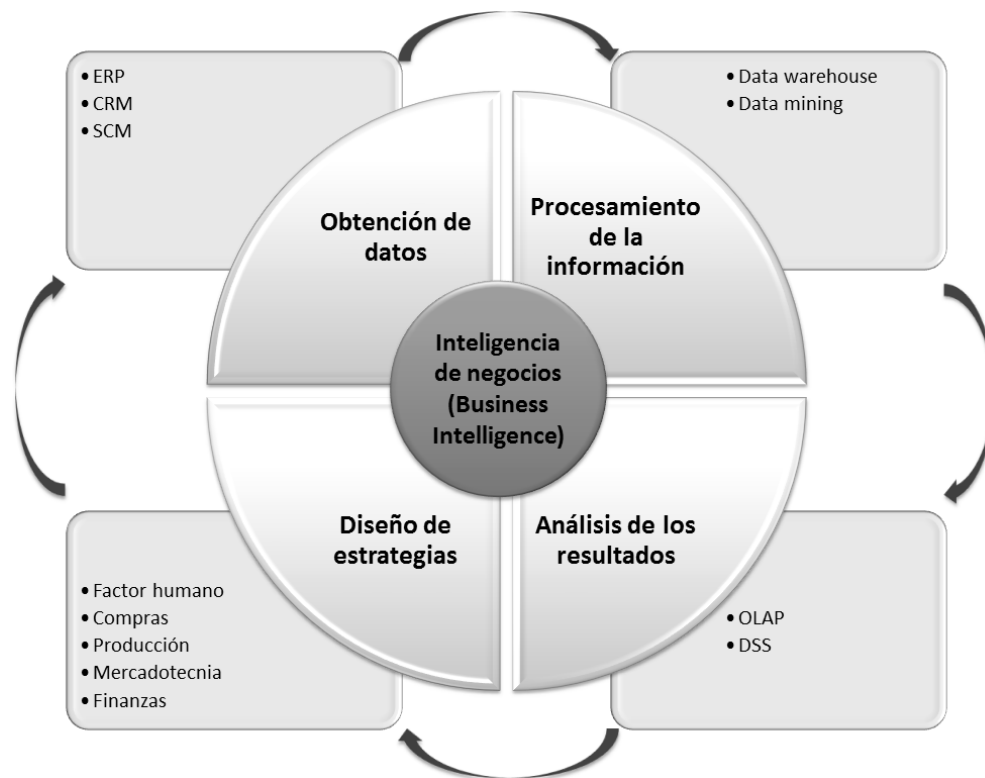 • ERP
• CRM
• SCM
• Data warehouse
• Data mining
Obtención de
datos
Procesamiento
de la
información
Inteligencia
de negocios
(Business
Intelligence)
Diseño de
estrategias
Análisis de los
resultados
• Factor humano
• Compras
• Producción
• Mercadotecnia
• Finanzas
• OLAP
• DSS